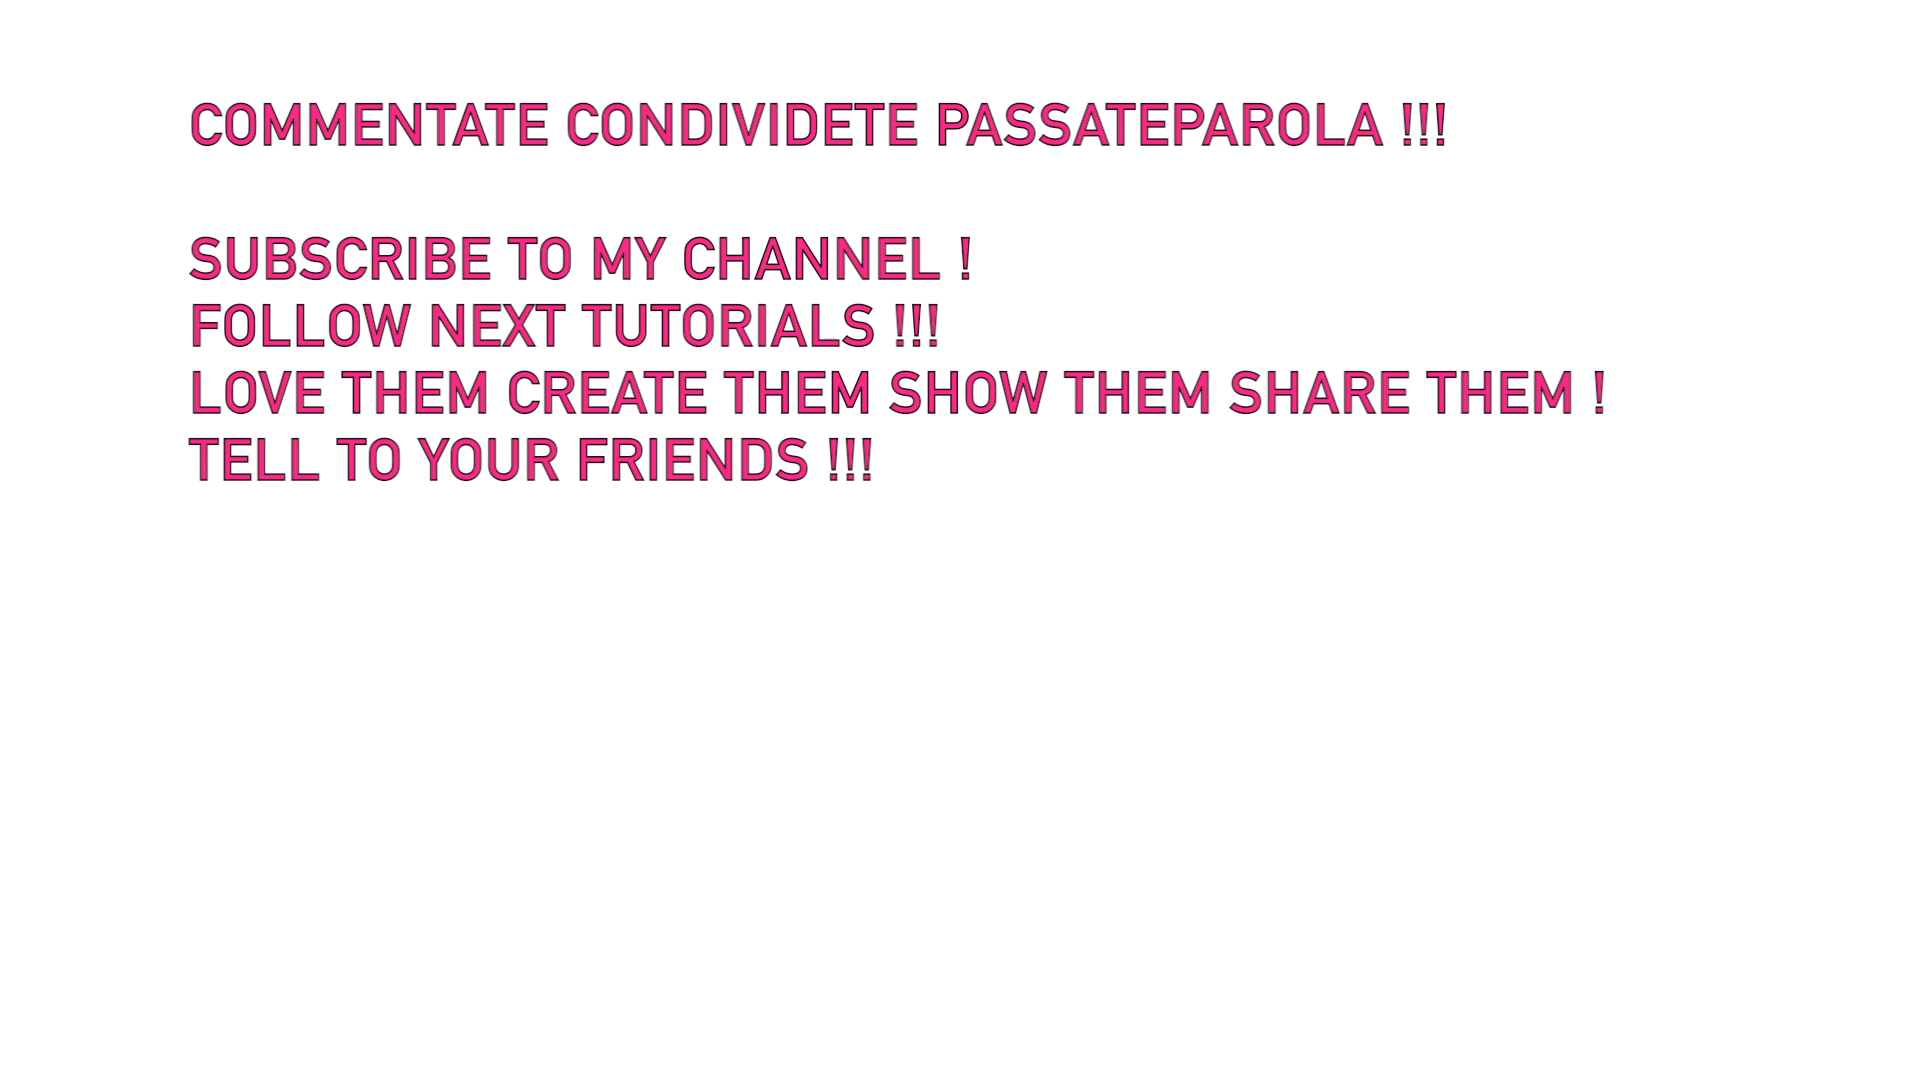 COMMENTATE CONDIVIDETE PASSATEPAROLA !!!
SUBSCRIBE TO MY CHANNEL !
FOLLOW NEXT TUTORIALS !!!
LOVE THEM CREATE THEM SHOW THEM SHARE THEM !
TELL TO YOUR FRIENDS !!!